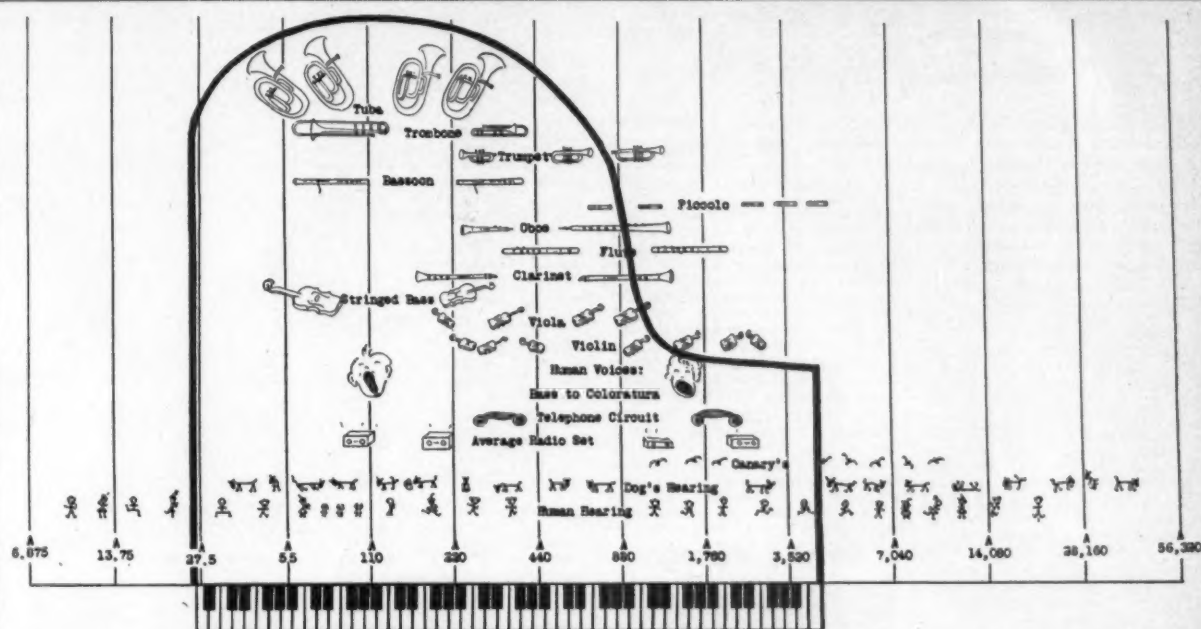 Tuba
Trombone
Trumpet
Bassoon
Piccolo
Oboe
Flute
Clarinet
Stringed Bass
Viola
Violin
Human Voices:
Bass to Coloratura
Telephone Circuit
Average Radio Set
Canary's
Dog's Hearing
Human Hearing
6,875 13.75 27.5 55 110 220 440 880 1,760 3,520 7,040 14,080 28,160 56,320